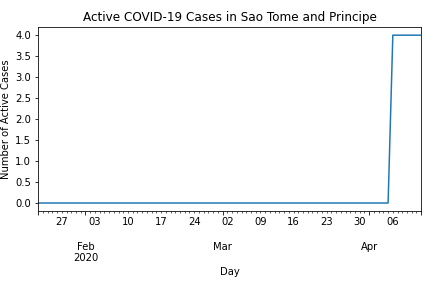 Active COVID-19 Cases in Sao Tome and Principe
Number of Active Cases
4.0
3.5
3.0
2.5
2.0
1.5
1.0
0.5
0.0
27 03 10 17 24 02 09 16 23 30 06
Feb Mar Apr
2020
Day